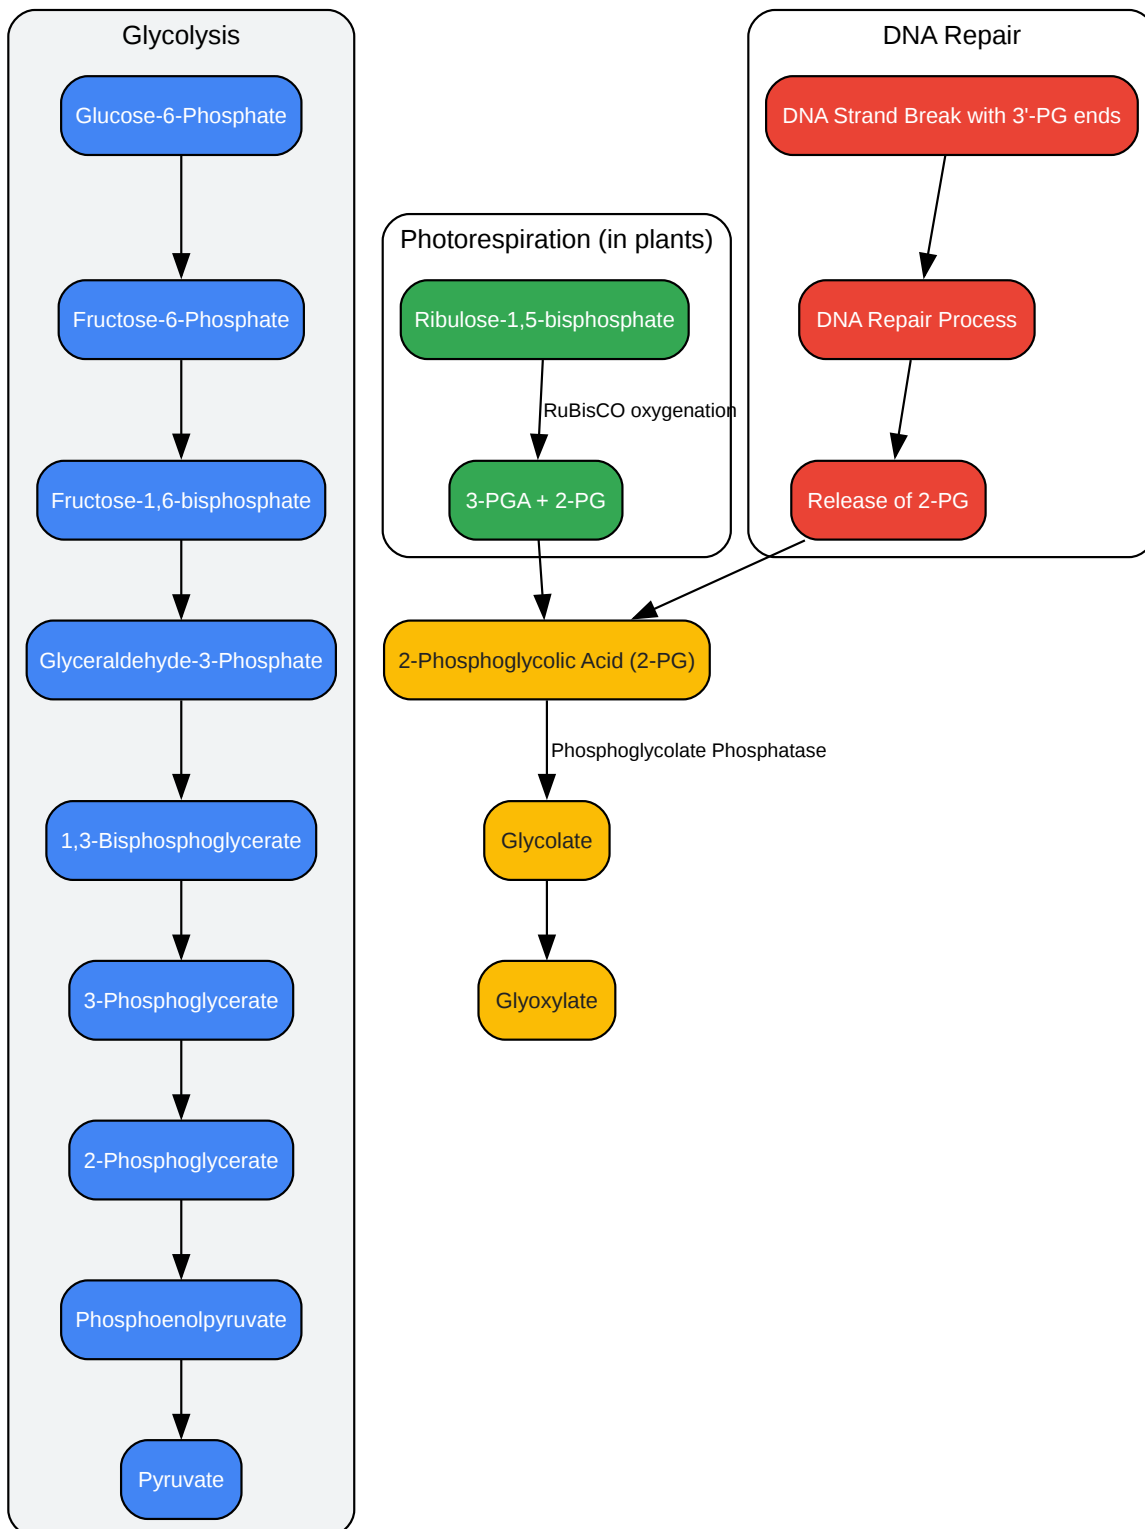 Glycolysis
Glucose-6-Phosphate
Fructose-6-Phosphate
Fructose-1,6-bisphosphate
Glyceraldehyde-3-Phosphate
1,3-Bisphosphoglycerate
3-Phosphoglycerate
2-Phosphoglycerate
Phosphoenolpyruvate
Pyruvate
Photorespiration (in plants)
Ribulose-1,5-bisphosphate
RuBisCO oxygenation
3-PGA + 2-PG
DNA Repair
DNA Strand Break with 3'-PG ends
DNA Repair Process
Release of 2-PG
2-Phosphoglycolic Acid (2-PG)
Phosphoglycolate Phosphatase
Glycolate
Glyoxylate